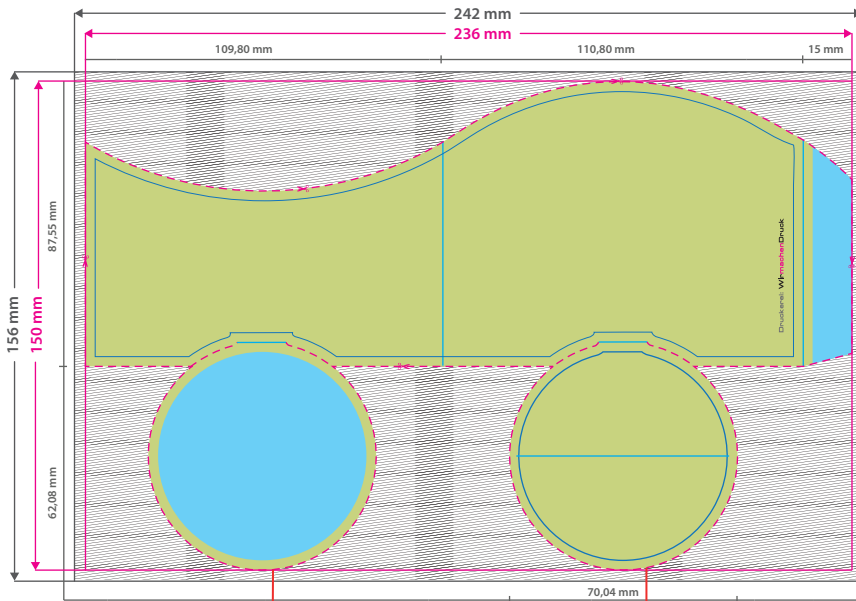 242 mm
236 mm
109,80 mm
110,80 mm
15 mm
156 mm
150 mm
87,55 mm
62,08 mm
Druckerei: WIRmachenDruck
70,04 mm